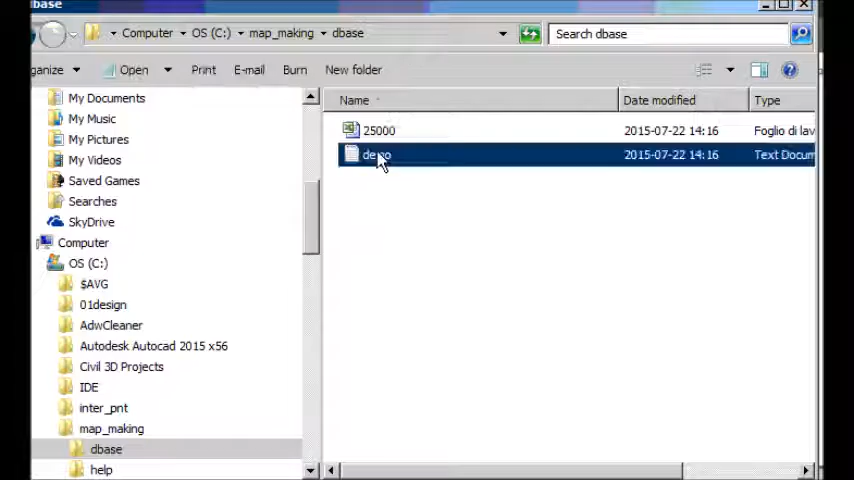 base
Computer OS (C:) map_making dbase
Search dbase
ganize Open Print E-mail Burn New folder
Name Date modified Type
25000 2015-07-22 14:16 Foglio di lav
demo 2015-07-22 14:16 Text Docum
My Documents
My Music
My Pictures
My Videos
Saved Games
Searches
SkyDrive
Computer
OS (C:)
$AVG
01design
AdwCleaner
Autodesk Autocad 2015 x56
Civil 3D Projects
IDE
inter_pnt
map_making
dbase
help